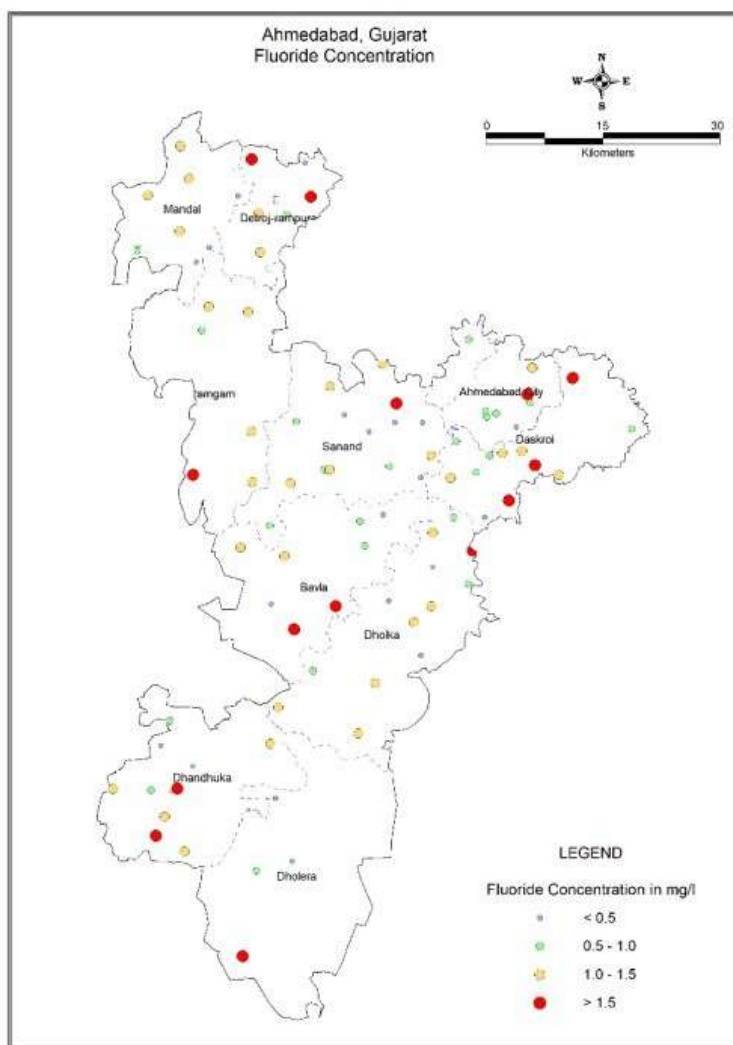 Ahmedabad, Gujarat
Fluoride Concentration
N
W E
S
0 15 30
Kilometers
Mandal
Detroj-rampura
ramgam
Ahmedabad City
Sanand
Daskroi
Bavla
Dholka
Dhandhuka
Dholera
LEGEND
Fluoride Concentration in mg/l
< 0.5
0.5 - 1.0
1.0 - 1.5
> 1.5